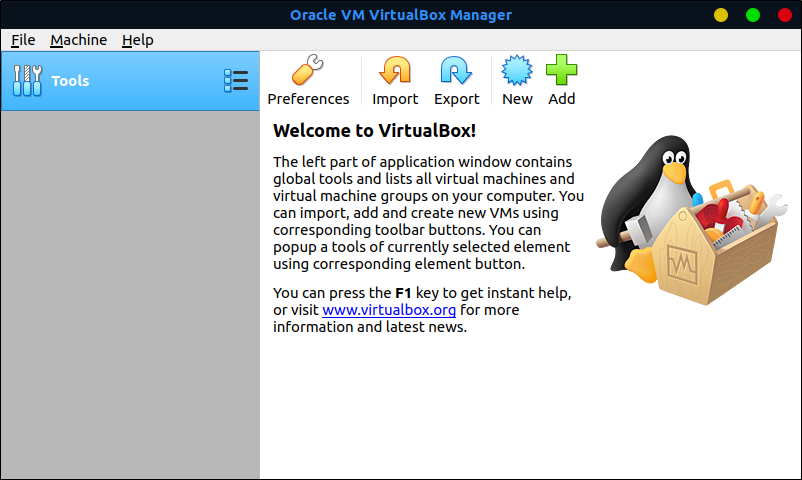 Oracle VM VirtualBox Manager
File Machine Help
Tools
Preferences Import Export New Add
Welcome to VirtualBox!
The left part of application window contains
global tools and lists all virtual machines and
virtual machine groups on your computer. You
can import, add and create new VMs using
corresponding toolbar buttons. You can
popup a tools of currently selected element
using corresponding element button.
You can press the F1 key to get instant help,
or visit www.virtualbox.org for more
information and latest news.